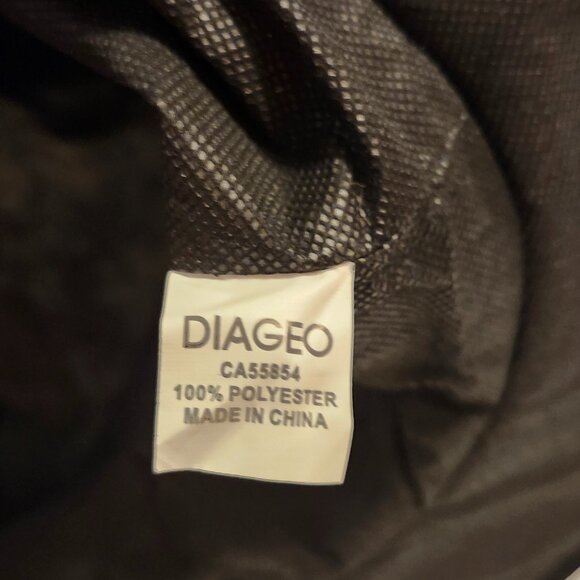 DIAGEO
CA55854
100% POLYESTER
MADE IN CHINA